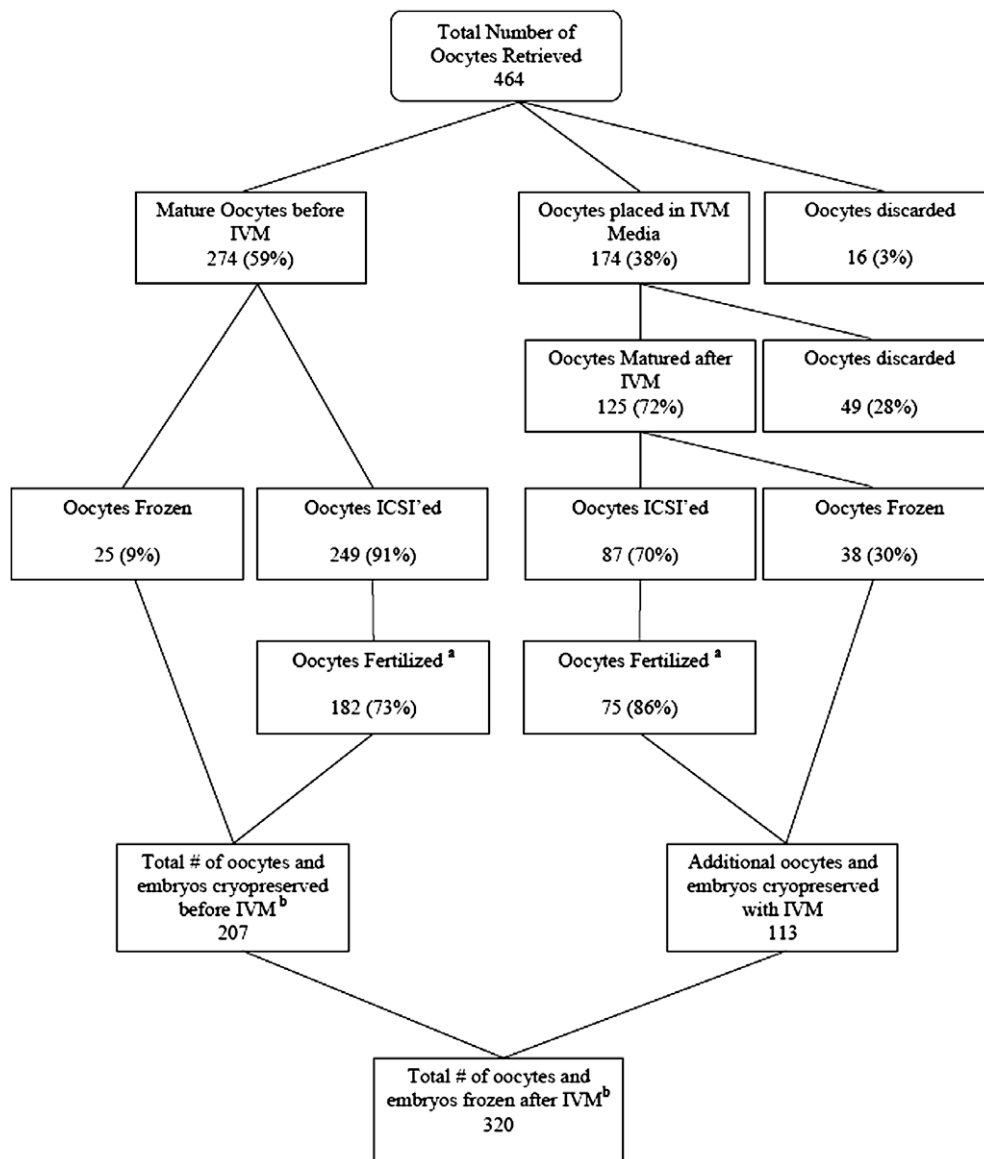 Total Number of
Oocytes Retrieved
464
Mature Oocytes before
IVM
274 (59%)
Oocytes placed in IVM
Media
174 (38%)
Oocytes discarded
16 (3%)
Oocytes Matured after
IVM
125 (72%)
Oocytes discarded
49 (28%)
Oocytes Frozen
25 (9%)
Oocytes ICSI'ed
249 (91%)
Oocytes ICSI'ed
87 (70%)
Oocytes Frozen
38 (30%)
Oocytes Fertilized a
182 (73%)
Oocytes Fertilized a
75 (86%)
Total # of oocytes and
embryos cryopreserved
before IVM b
207
Additional oocytes and
embryos cryopreserved
with IVM
113
Total # of oocytes and
embryos frozen after IVM b
320